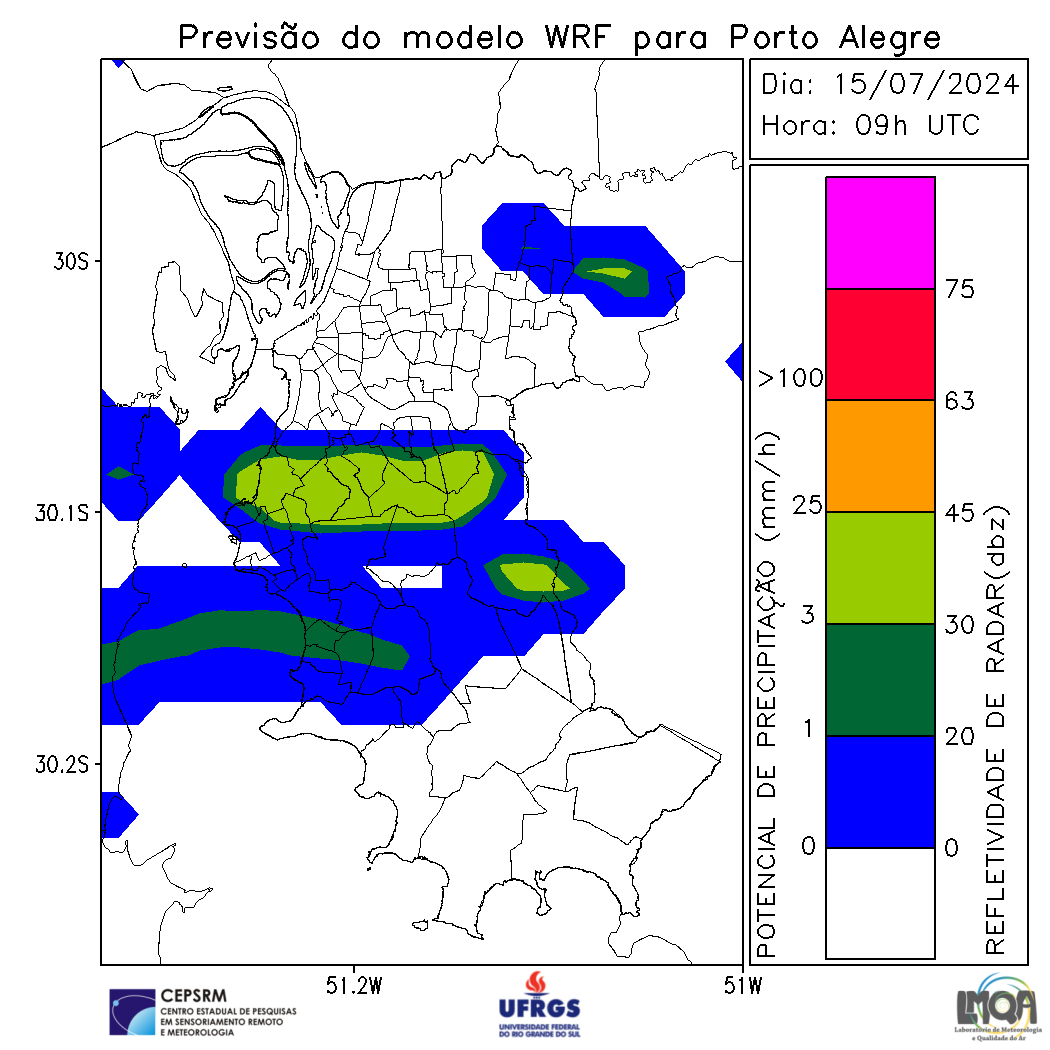 Previsão do modelo WRF para Porto Alegre
Dia: 15/07/2024
Hora: 09h UTC
30S
30.1S
30.2S
51.2W
51W
POTENCIAL DE PRECIPITAÇÃO (mm/h)
>100
25
3
1
0
75
63
45
30
20
0
REFLETIVIDADE DE RADAR(dbz)
CEPSRM
CENTRO ESTADUAL DE PESQUISAS
EM SENSORIAMENTO REMOTO
E METEOROLOGIA
UFRGS
UNIVERSIDADE FEDERAL
DO RIO GRANDE DO SUL
LMQA
Laboratório de Meteorologia
e Qualidade do Ar